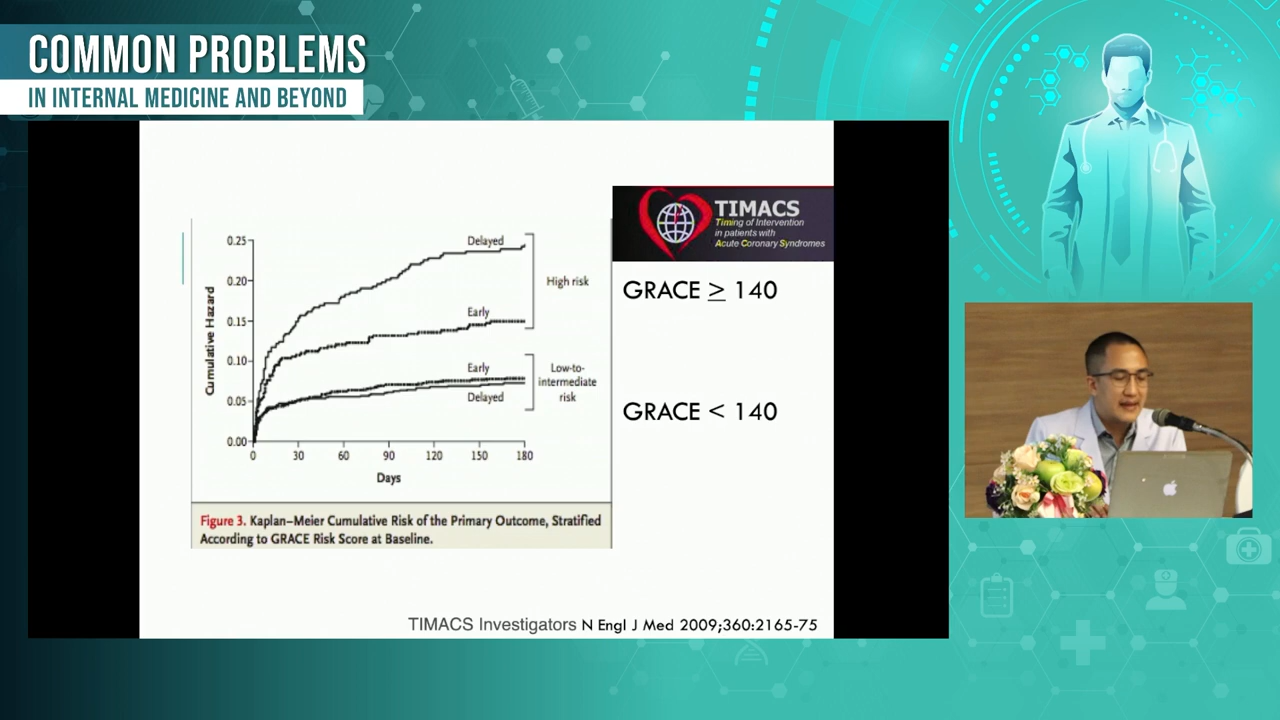 COMMON PROBLEMS
IN INTERNAL MEDICINE AND BEYOND
TIMACS
Timing of Intervention
in patients with
Acute Coronary Syndromes
GRACE ≥ 140
GRACE < 140
Cumulative Hazard
0.25
0.20
0.15
0.10
0.05
0.00
0
30
60
90
120
150
180
Days
Delayed
Early
High risk
Early
Delayed
Low-to-
intermediate
risk
Figure 3. Kaplan–Meier Cumulative Risk of the Primary Outcome, Stratified
According to GRACE Risk Score at Baseline.
TIMACS Investigators N Engl J Med 2009;360:2165-75